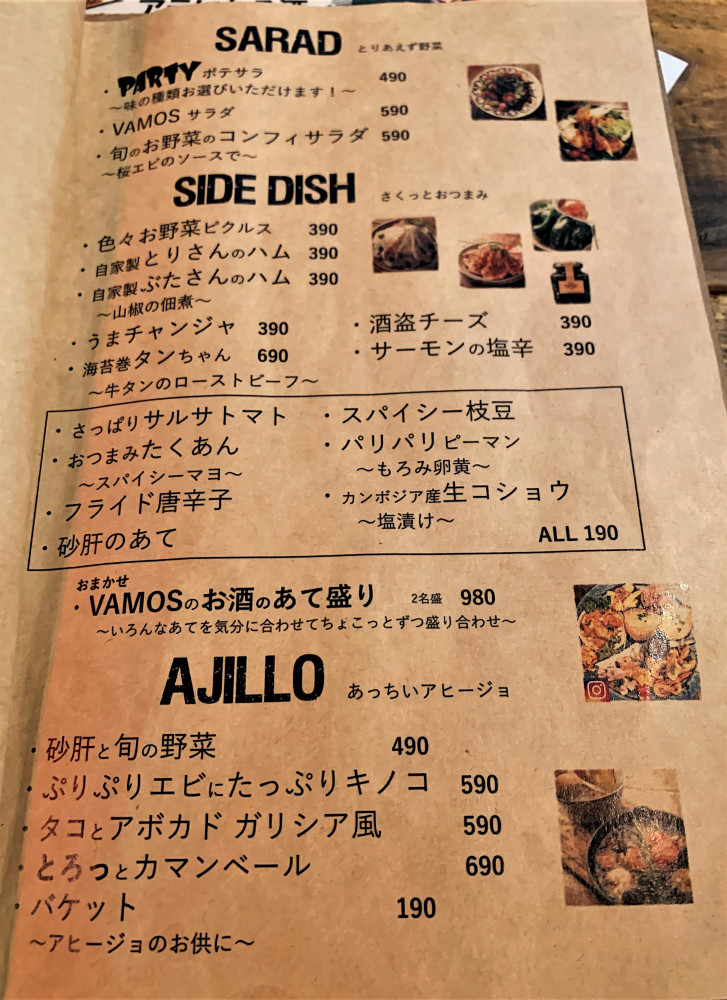 SARAD とりあえず野菜
・PARTY ポテサラ 490
〜味の種類お選びいただけます！〜
・VAMOS サラダ 590
・旬のお野菜のコンフィサラダ 590
〜桜エビのソースで〜
SIDE DISH さくっとおつまみ
・色々お野菜ピクルス 390
・自家製とりさんのハム 390
・自家製ぶたさんのハム 390
〜山椒の佃煮〜
・うまチャンジャ 390
・海苔巻タンちゃん 690
〜牛タンのローストビーフ〜
・酒盗チーズ 390
・サーモンの塩辛 390
・さっぱりサルサトマト
・おつまみたくあん
〜スパイシーマヨ〜
・フライド唐辛子
・砂肝のあて
・スパイシー枝豆
・パリパリピーマン
〜もろみ卵黄〜
・カンボジア産生コショウ
〜塩漬け〜
ALL 190
おまかせ
・VAMOSのお酒のあて盛り 2名盛 980
〜いろんなあてを気分に合わせてちょこっとずつ盛り合わせ〜
AJILLO あっちいアヒージョ
・砂肝と旬の野菜 490
・ぷりぷりエビにたっぷりキノコ 590
・タコとアボカド ガリシア風 590
・とろっとカマンベール 690
・バケット 190
〜アヒージョのお供に〜